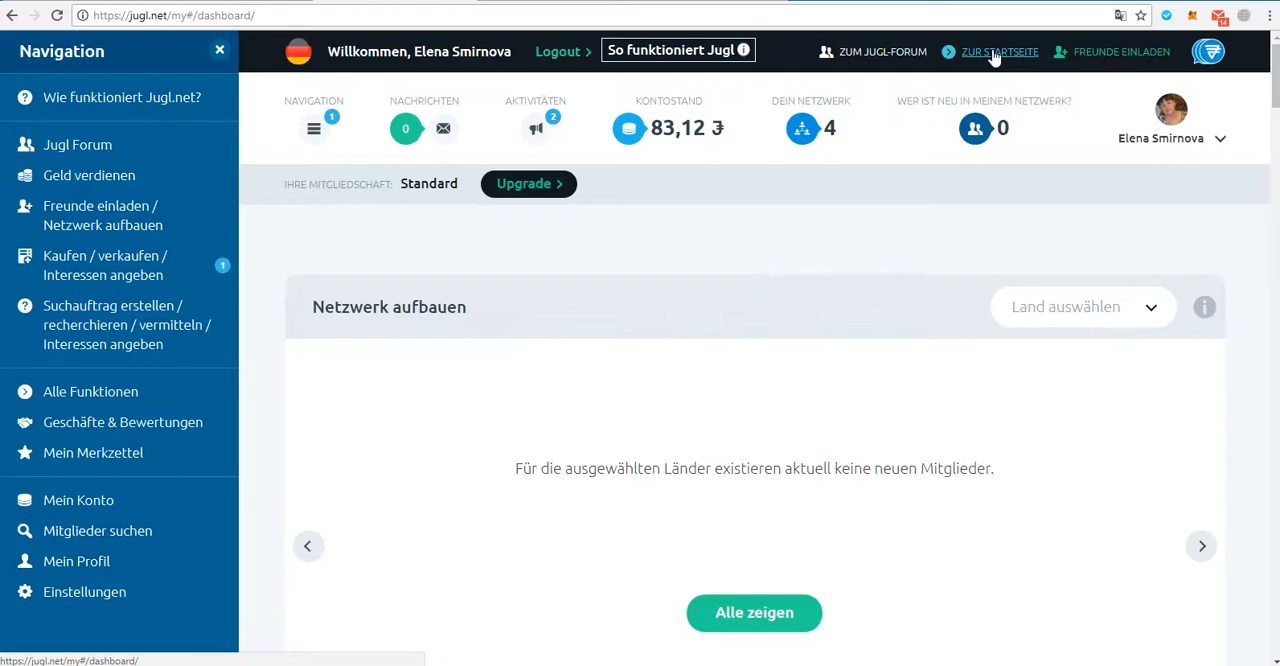 https://jugl.net/my#/dashboard/
14
Navigation
Willkommen, Elena Smirnova
Logout
So funktioniert Jugl
ZUM JUGL-FORUM
ZUR STARTSEITE
FREUNDE EINLADEN
Wie funktioniert Jugl.net?
Jugl Forum
Geld verdienen
Freunde einladen /
Netzwerk aufbauen
Kaufen / verkaufen /
Interessen angeben
1
Suchauftrag erstellen /
recherchieren / vermitteln /
Interessen angeben
Alle Funktionen
Geschäfte & Bewertungen
Mein Merkzettel
Mein Konto
Mitglieder suchen
Mein Profil
Einstellungen
NAVIGATION
1
NACHRICHTEN
0
AKTIVITÄTEN
2
KONTOSTAND
83,12
DEIN NETZWERK
4
WER IST NEU IN MEINEM NETZWERK?
0
Elena Smirnova
IHRE MITGLIEDSCHAFT: Standard
Upgrade
Netzwerk aufbauen
Land auswählen
Für die ausgewählten Länder existieren aktuell keine neuen Mitglieder.
Alle zeigen
https://jugl.net/my#/dashboard/